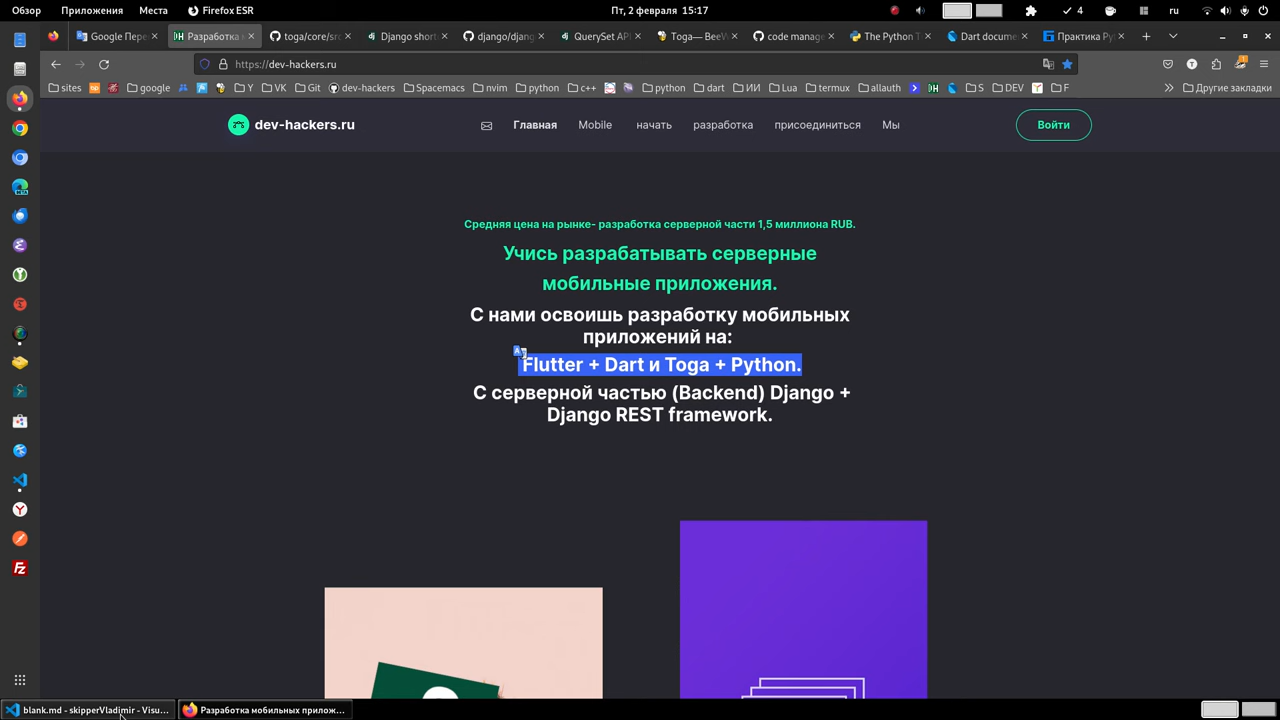 Обзор Приложения Места Firefox ESR Пт, 2 февраля 15:17 4 ru
Google Пере Разработка toga/core/src Django short django/djang QuerySet API Toga— BeeW code manage The Python T Dart docume Практика Py
https://dev-hackers.ru
sites google Y VK Git dev-hackers Spacemacs nvim python c++ python dart ИИ Lua termux allauth S DEV F Другие закладки
dev-hackers.ru Главная Mobile начать разработка присоединиться Мы Войти
Средняя цена на рынке- разработка серверной части 1,5 миллиона RUB.
Учись разрабатывать серверные
мобильные приложения.
С нами освоишь разработку мобильных
приложений на:
Flutter + Dart и Toga + Python.
С серверной частью (Backend) Django +
Django REST framework.
blank.md - skipperVladimir - Visu... Разработка мобильных прилож...